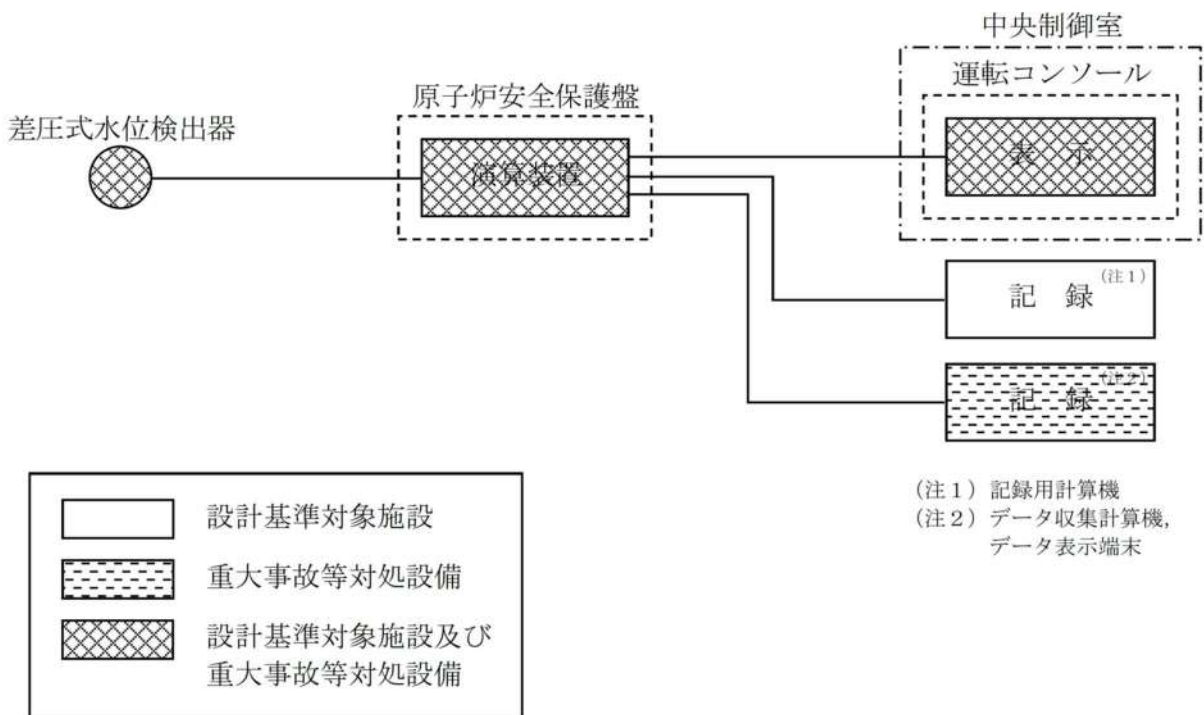 中央制御室
運転コンソール
原子炉安全保護盤
差圧式水位検出器
演算装置
表 示
記 録 (注1)
記 録 (注2)
(注1) 記録用計算機
(注2) データ収集計算機,
データ表示端末
設計基準対象施設
重大事故等対処設備
設計基準対象施設及び
重大事故等対処設備